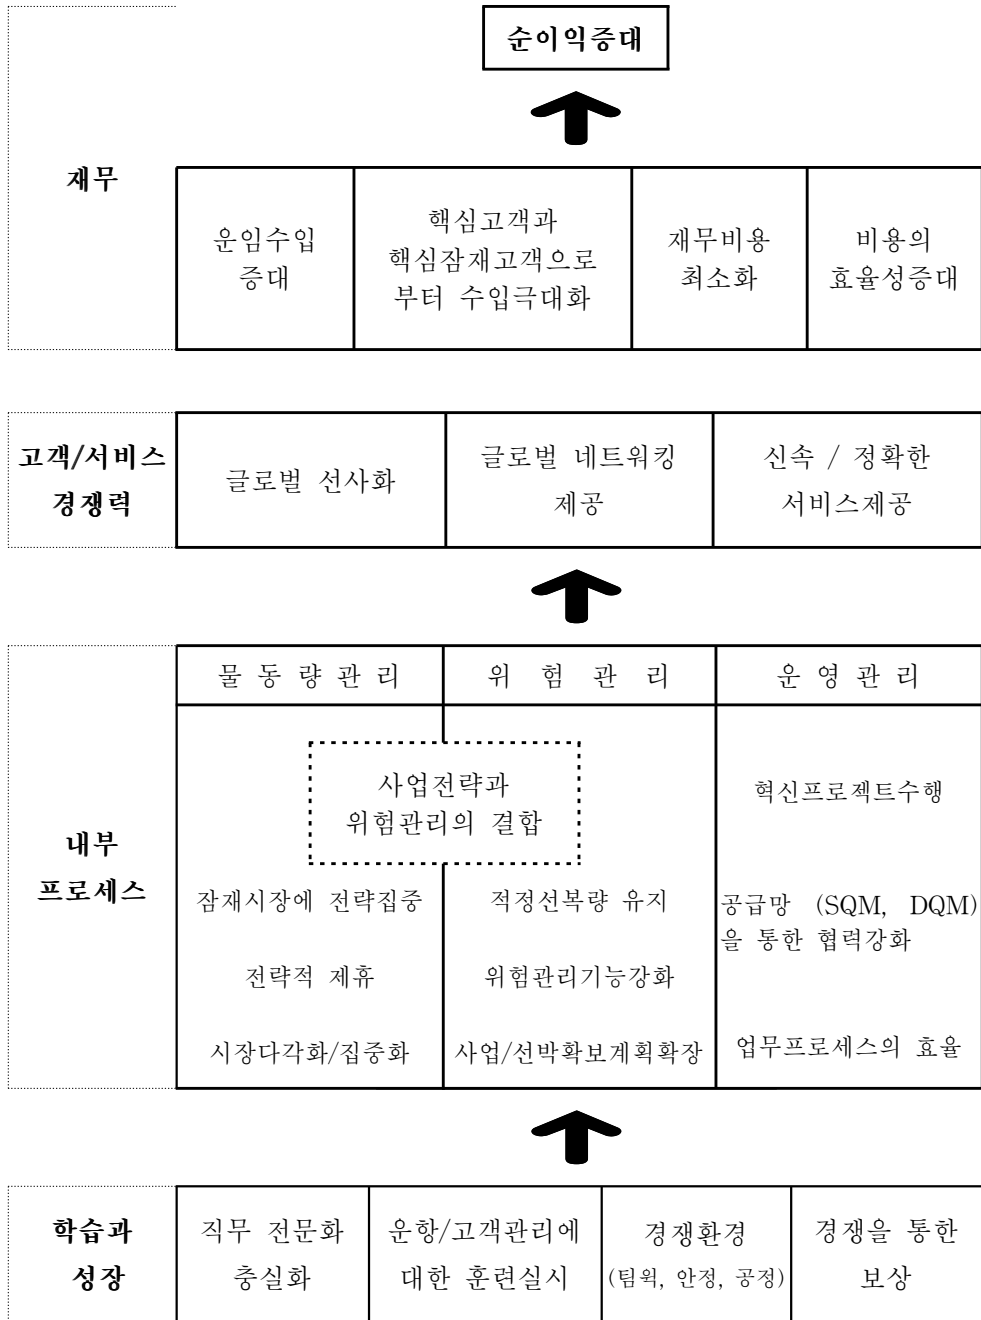 순이익증대
재무
운임수입
증대
핵심고객과
핵심잠재고객으로
부터 수입극대화
재무비용
최소화
비용의
효율성증대
고객/서비스
경쟁력
글로벌 선사화
글로벌 네트워킹
제공
신속 / 정확한
서비스제공
물 동 량 관 리
위 험 관 리
운 영 관 리
내부
프로세스
사업전략과
위험관리의 결합
잠재시장에 전략집중
전략적 제휴
시장다각화/집중화
적정선복량 유지
위험관리기능강화
사업/선박확보계획확장
혁신프로젝트수행
공급망 (SQM, DQM)
을 통한 협력강화
업무프로세스의 효율
학습과
성장
직무 전문화
충실화
운항/고객관리에
대한 훈련실시
경쟁환경
(팀웍, 안정, 공정)
경쟁을 통한
보상